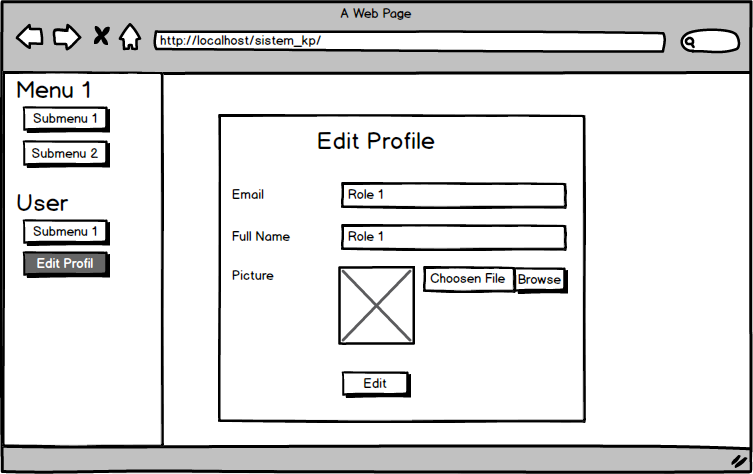 A Web Page
http://localhost/sistem_kp/
Menu 1
Submenu 1
Submenu 2
User
Submenu 1
Edit Profil
Edit Profile
Email
Role 1
Full Name
Role 1
Picture
Choosen File
Browse
Edit